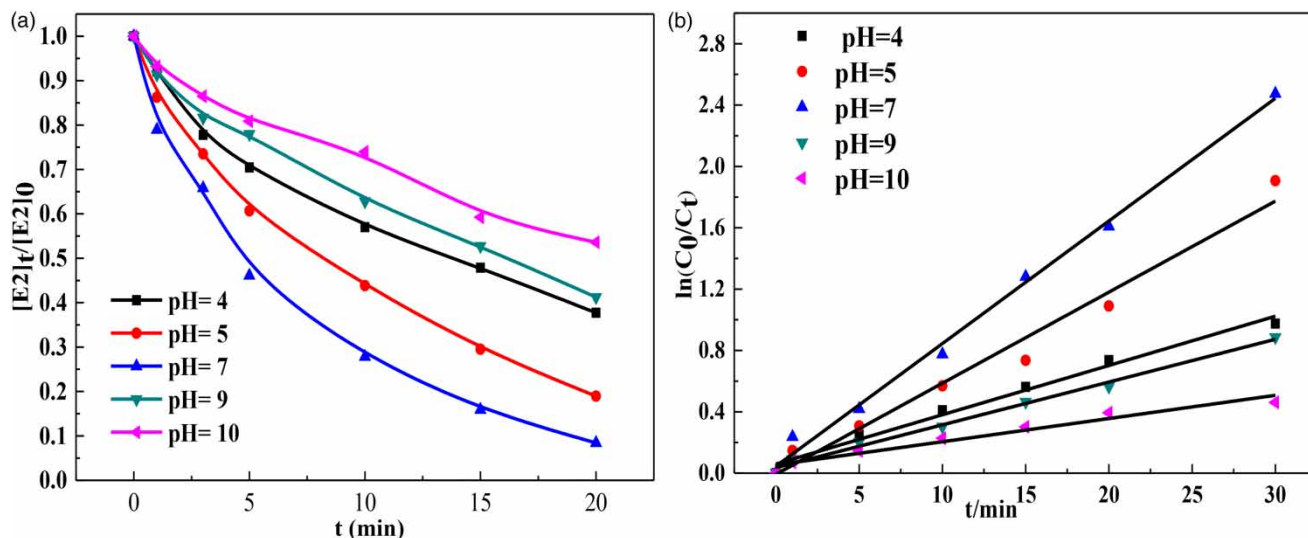 (a)
[E2]t/[E2]0
1.0
0.9
0.8
0.7
0.6
0.5
0.4
0.3
0.2
0.1
0.0
pH= 4
pH= 5
pH= 7
pH= 9
pH= 10
0 5 10 15 20
t (min)
(b)
ln(C0/Ct)
2.8
2.4
2.0
1.6
1.2
0.8
0.4
0.0
pH=4
pH=5
pH=7
pH=9
pH=10
0 5 10 15 20 25 30
t/min